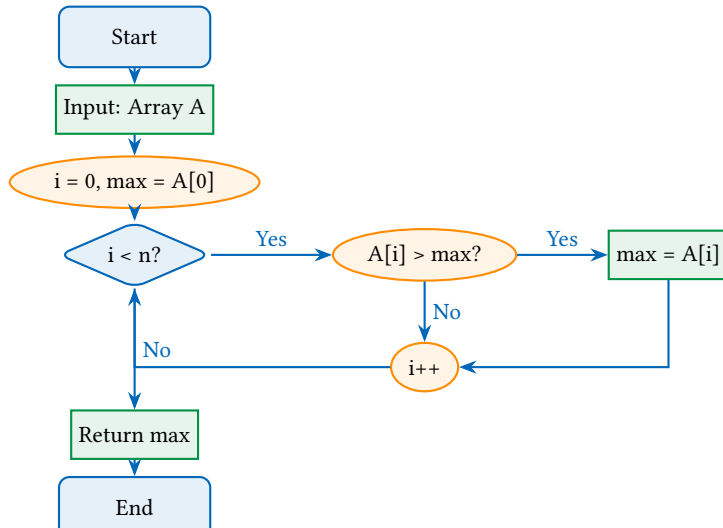 Start
Input: Array A
i = 0, max = A[0]
i < n?
Yes
A[i] > max?
Yes
max = A[i]
No
No
i++
Return max
End